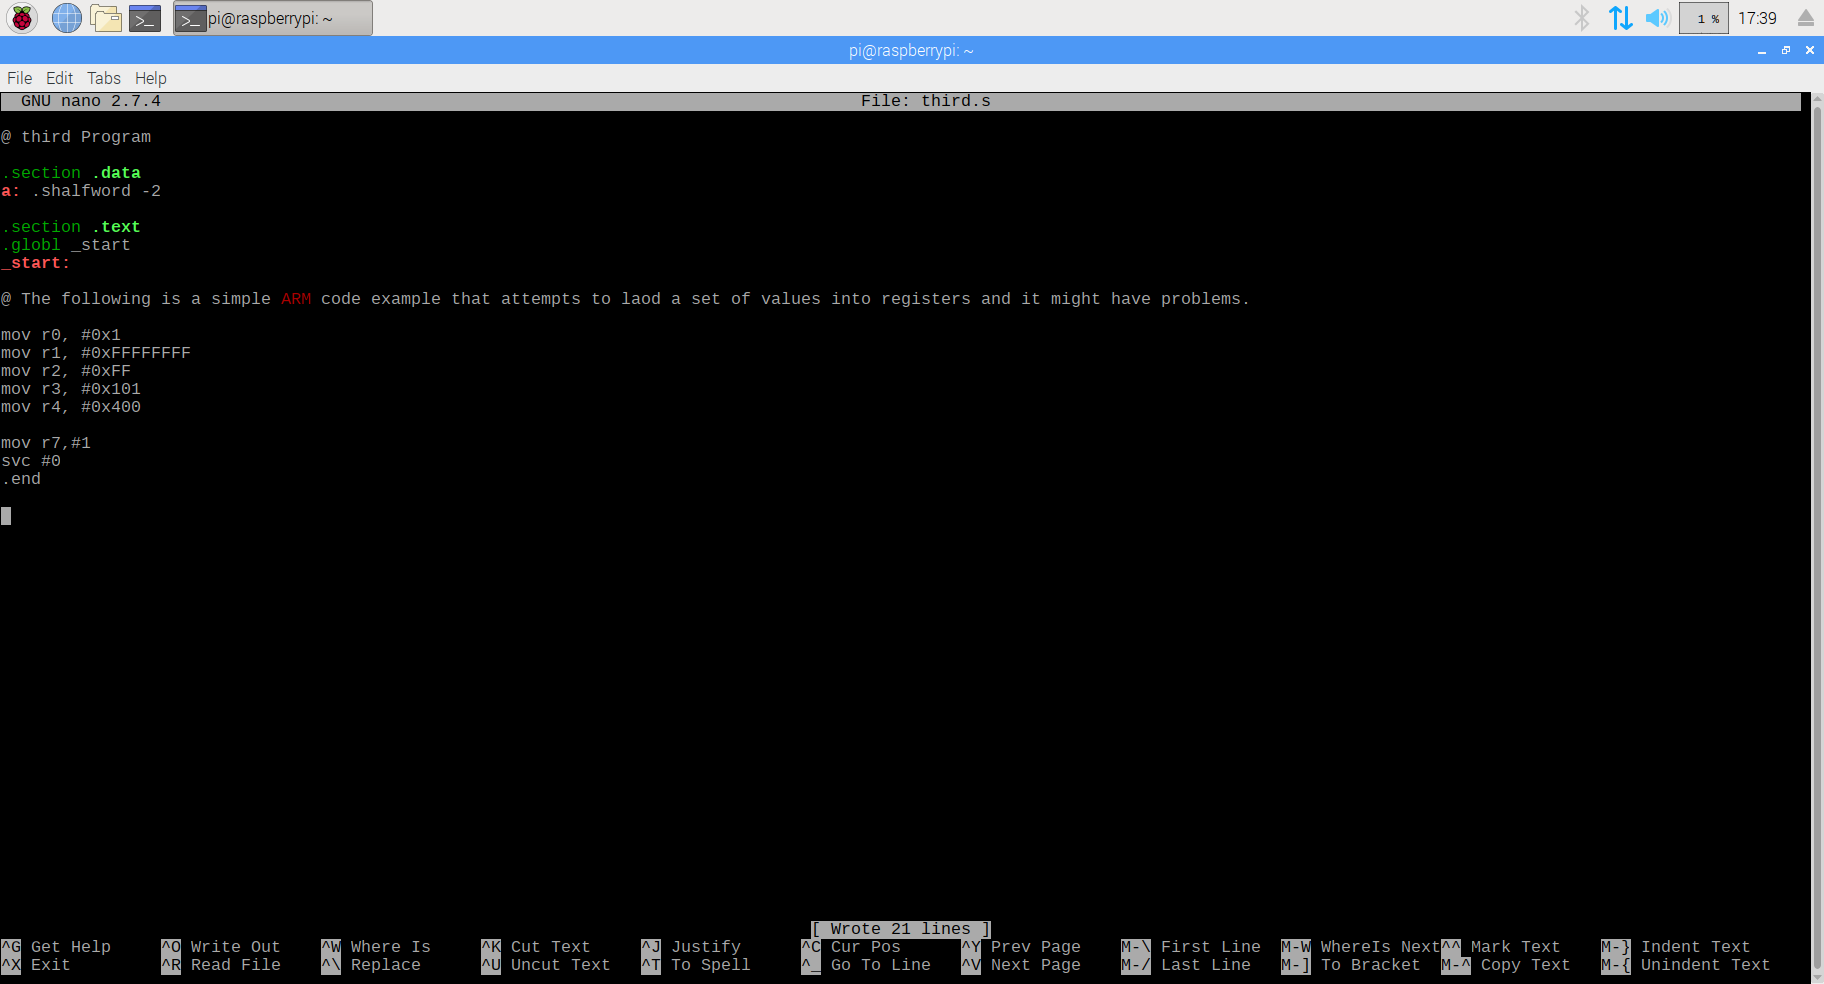 pi@raspberrypi: ~ 1 % 17:39
pi@raspberrypi: ~
File Edit Tabs Help
GNU nano 2.7.4 File: third.s
@ third Program
.section .data
a: .shalfword -2
.section .text
.globl _start
_start:
@ The following is a simple ARM code example that attempts to laod a set of values into registers and it might have problems.
mov r0, #0x1
mov r1, #0xFFFFFFFF
mov r2, #0xFF
mov r3, #0x101
mov r4, #0x400
mov r7,#1
svc #0
.end
[ Wrote 21 lines ]
^G Get Help ^O Write Out ^W Where Is ^K Cut Text ^J Justify ^C Cur Pos ^Y Prev Page M-\ First Line M-W WhereIs Next ^^ Mark Text M-} Indent Text
^X Exit ^R Read File ^\ Replace ^U Uncut Text ^T To Spell ^_ Go To Line ^V Next Page M-/ Last Line M-] To Bracket M-^ Copy Text M-{ Unindent Text